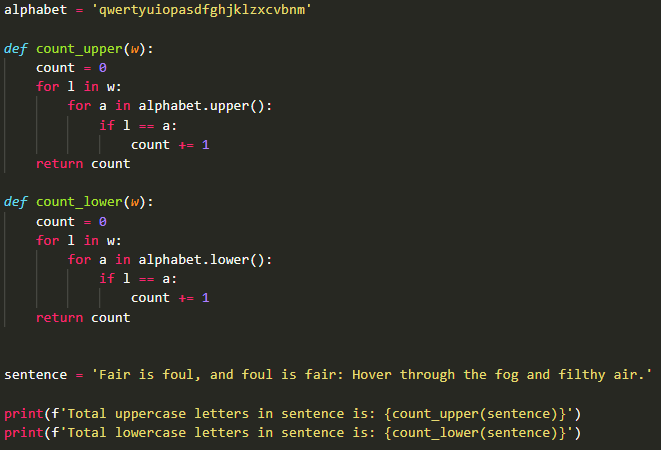 alphabet = 'qwertyuiopasdfghjklzxcvbnm'

def count_upper(w):
    count = 0
    for l in w:
        for a in alphabet.upper():
            if l == a:
                count += 1
    return count

def count_lower(w):
    count = 0
    for l in w:
        for a in alphabet.lower():
            if l == a:
                count += 1
    return count


sentence = 'Fair is foul, and foul is fair: Hover through the fog and filthy air.'

print(f'Total uppercase letters in sentence is: {count_upper(sentence)}')
print(f'Total lowercase letters in sentence is: {count_lower(sentence)}')